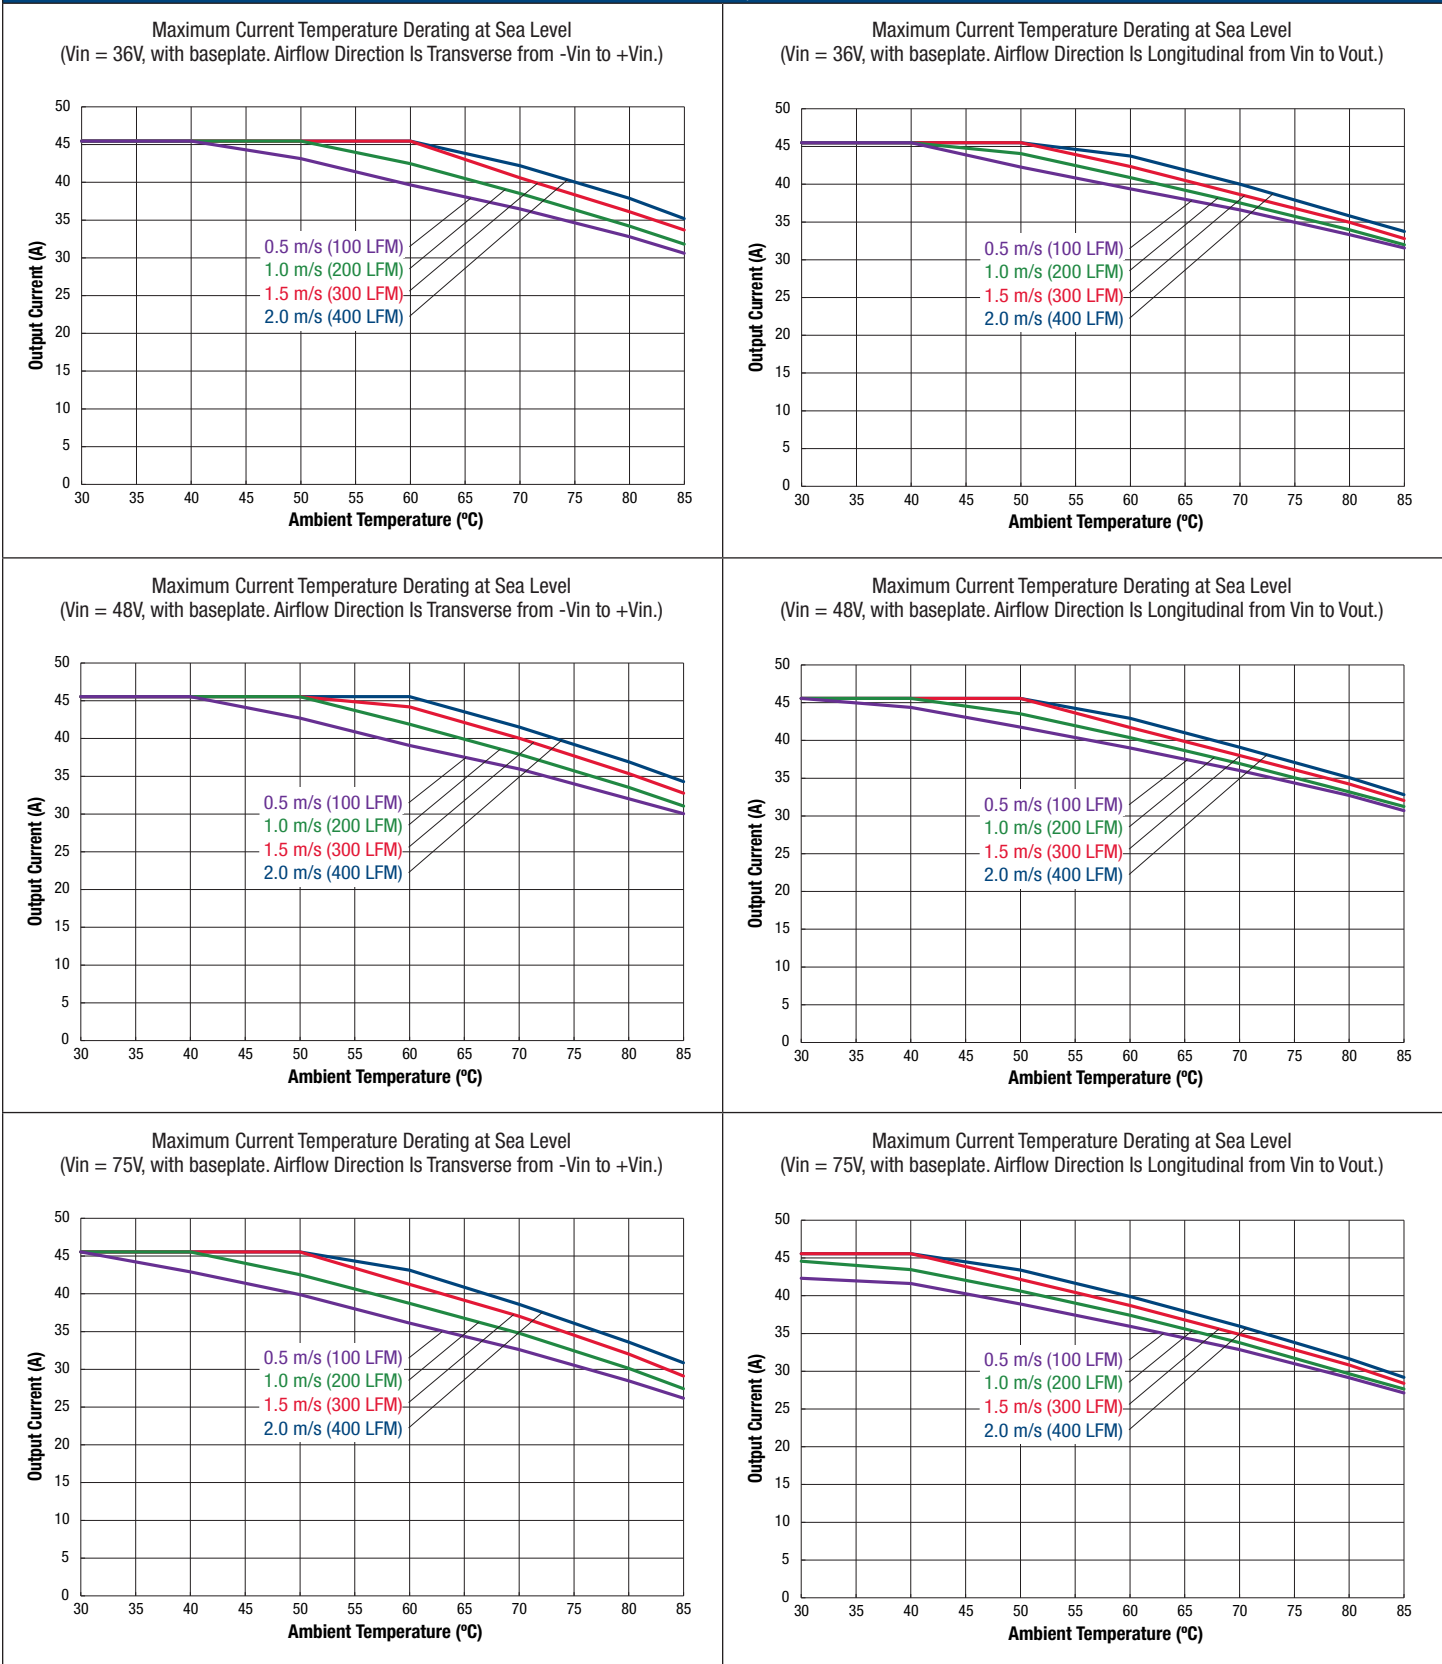 Maximum Current Temperature Derating at Sea Level
(Vin = 36V, with baseplate. Airflow Direction Is Transverse from -Vin to +Vin.)
50
45
40
35
30
25
20
15
10
5
0
Output Current (A)
0.5 m/s (100 LFM)
1.0 m/s (200 LFM)
1.5 m/s (300 LFM)
2.0 m/s (400 LFM)
30 35 40 45 50 55 60 65 70 75 80 85
Ambient Temperature (ºC)
Maximum Current Temperature Derating at Sea Level
(Vin = 36V, with baseplate. Airflow Direction Is Longitudinal from Vin to Vout.)
50
45
40
35
30
25
20
15
10
5
0
Output Current (A)
0.5 m/s (100 LFM)
1.0 m/s (200 LFM)
1.5 m/s (300 LFM)
2.0 m/s (400 LFM)
30 35 40 45 50 55 60 65 70 75 80 85
Ambient Temperature (ºC)
Maximum Current Temperature Derating at Sea Level
(Vin = 48V, with baseplate. Airflow Direction Is Transverse from -Vin to +Vin.)
50
45
40
35
30
25
20
15
10
5
0
Output Current (A)
0.5 m/s (100 LFM)
1.0 m/s (200 LFM)
1.5 m/s (300 LFM)
2.0 m/s (400 LFM)
30 35 40 45 50 55 60 65 70 75 80 85
Ambient Temperature (ºC)
Maximum Current Temperature Derating at Sea Level
(Vin = 48V, with baseplate. Airflow Direction Is Longitudinal from Vin to Vout.)
50
45
40
35
30
25
20
15
10
5
0
Output Current (A)
0.5 m/s (100 LFM)
1.0 m/s (200 LFM)
1.5 m/s (300 LFM)
2.0 m/s (400 LFM)
30 35 40 45 50 55 60 65 70 75 80 85
Ambient Temperature (ºC)
Maximum Current Temperature Derating at Sea Level
(Vin = 75V, with baseplate. Airflow Direction Is Transverse from -Vin to +Vin.)
50
45
40
35
30
25
20
15
10
5
0
Output Current (A)
0.5 m/s (100 LFM)
1.0 m/s (200 LFM)
1.5 m/s (300 LFM)
2.0 m/s (400 LFM)
30 35 40 45 50 55 60 65 70 75 80 85
Ambient Temperature (ºC)
Maximum Current Temperature Derating at Sea Level
(Vin = 75V, with baseplate. Airflow Direction Is Longitudinal from Vin to Vout.)
50
45
40
35
30
25
20
15
10
5
0
Output Current (A)
0.5 m/s (100 LFM)
1.0 m/s (200 LFM)
1.5 m/s (300 LFM)
2.0 m/s (400 LFM)
30 35 40 45 50 55 60 65 70 75 80 85
Ambient Temperature (ºC)